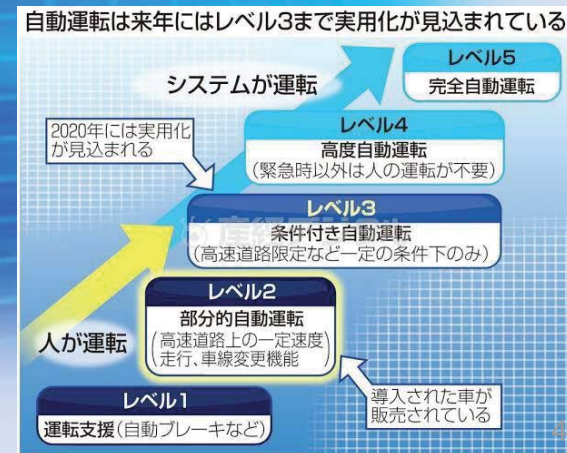 自動運転は来年にはレベル3まで実用化が見込まれている
レベル5
完全自動運転
システムが運転
レベル4
高度自動運転
(緊急時以外は人の運転が不要)
2020年には実用化
が見込まれる
レベル3
条件付き自動運転
(高速道路限定など一定の条件下のみ)
レベル2
部分的自動運転
(高速道路上の一定速度
走行、車線変更機能)
人が運転
導入された車が
販売されている
レベル1
運転支援(自動ブレーキなど)
4